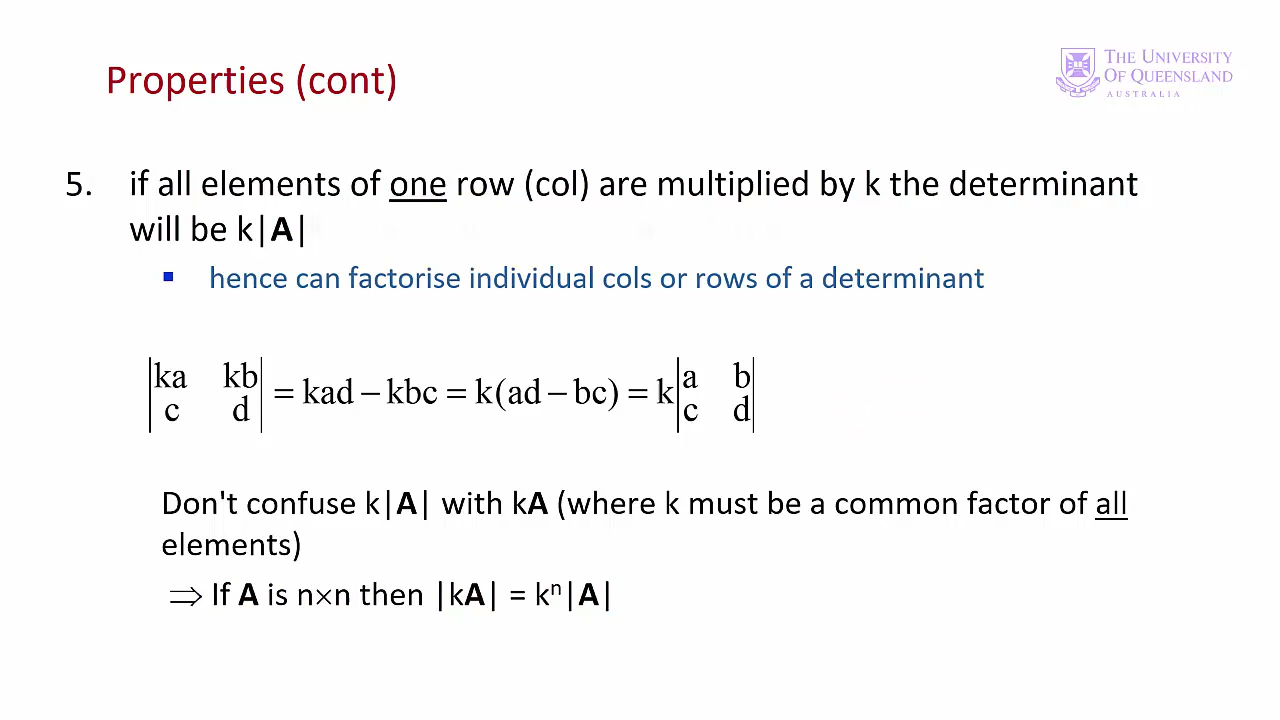 Properties (cont)
THE UNIVERSITY
OF QUEENSLAND
AUSTRALIA
5. if all elements of one row (col) are multiplied by k the determinant
will be k|A|
▪ hence can factorise individual cols or rows of a determinant
|ka kb| = kad − kbc = k(ad − bc) = k|a b|
|c d| |c d|
Don't confuse k|A| with kA (where k must be a common factor of all
elements)
⇒ If A is n×n then |kA| = kⁿ|A|